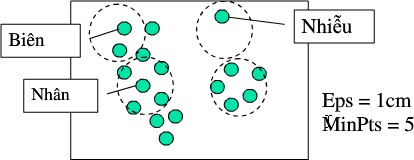 Biên
Nhiễu
Nhân
Eps = 1cm
MinPts = 5